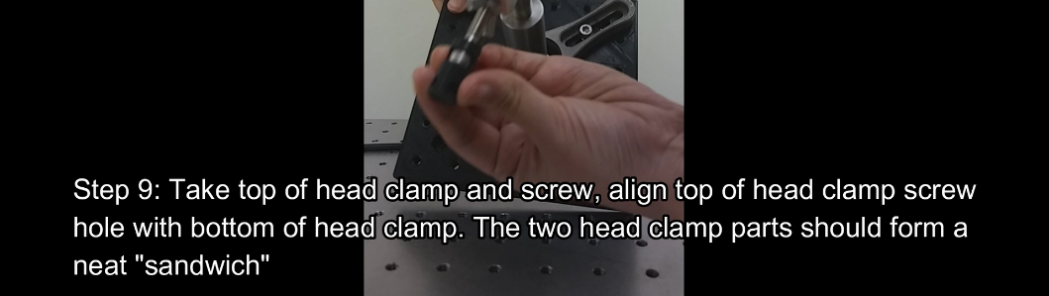 Step 9: Take top of head clamp and screw, align top of head clamp screw
hole with bottom of head clamp. The two head clamp parts should form a
neat "sandwich"